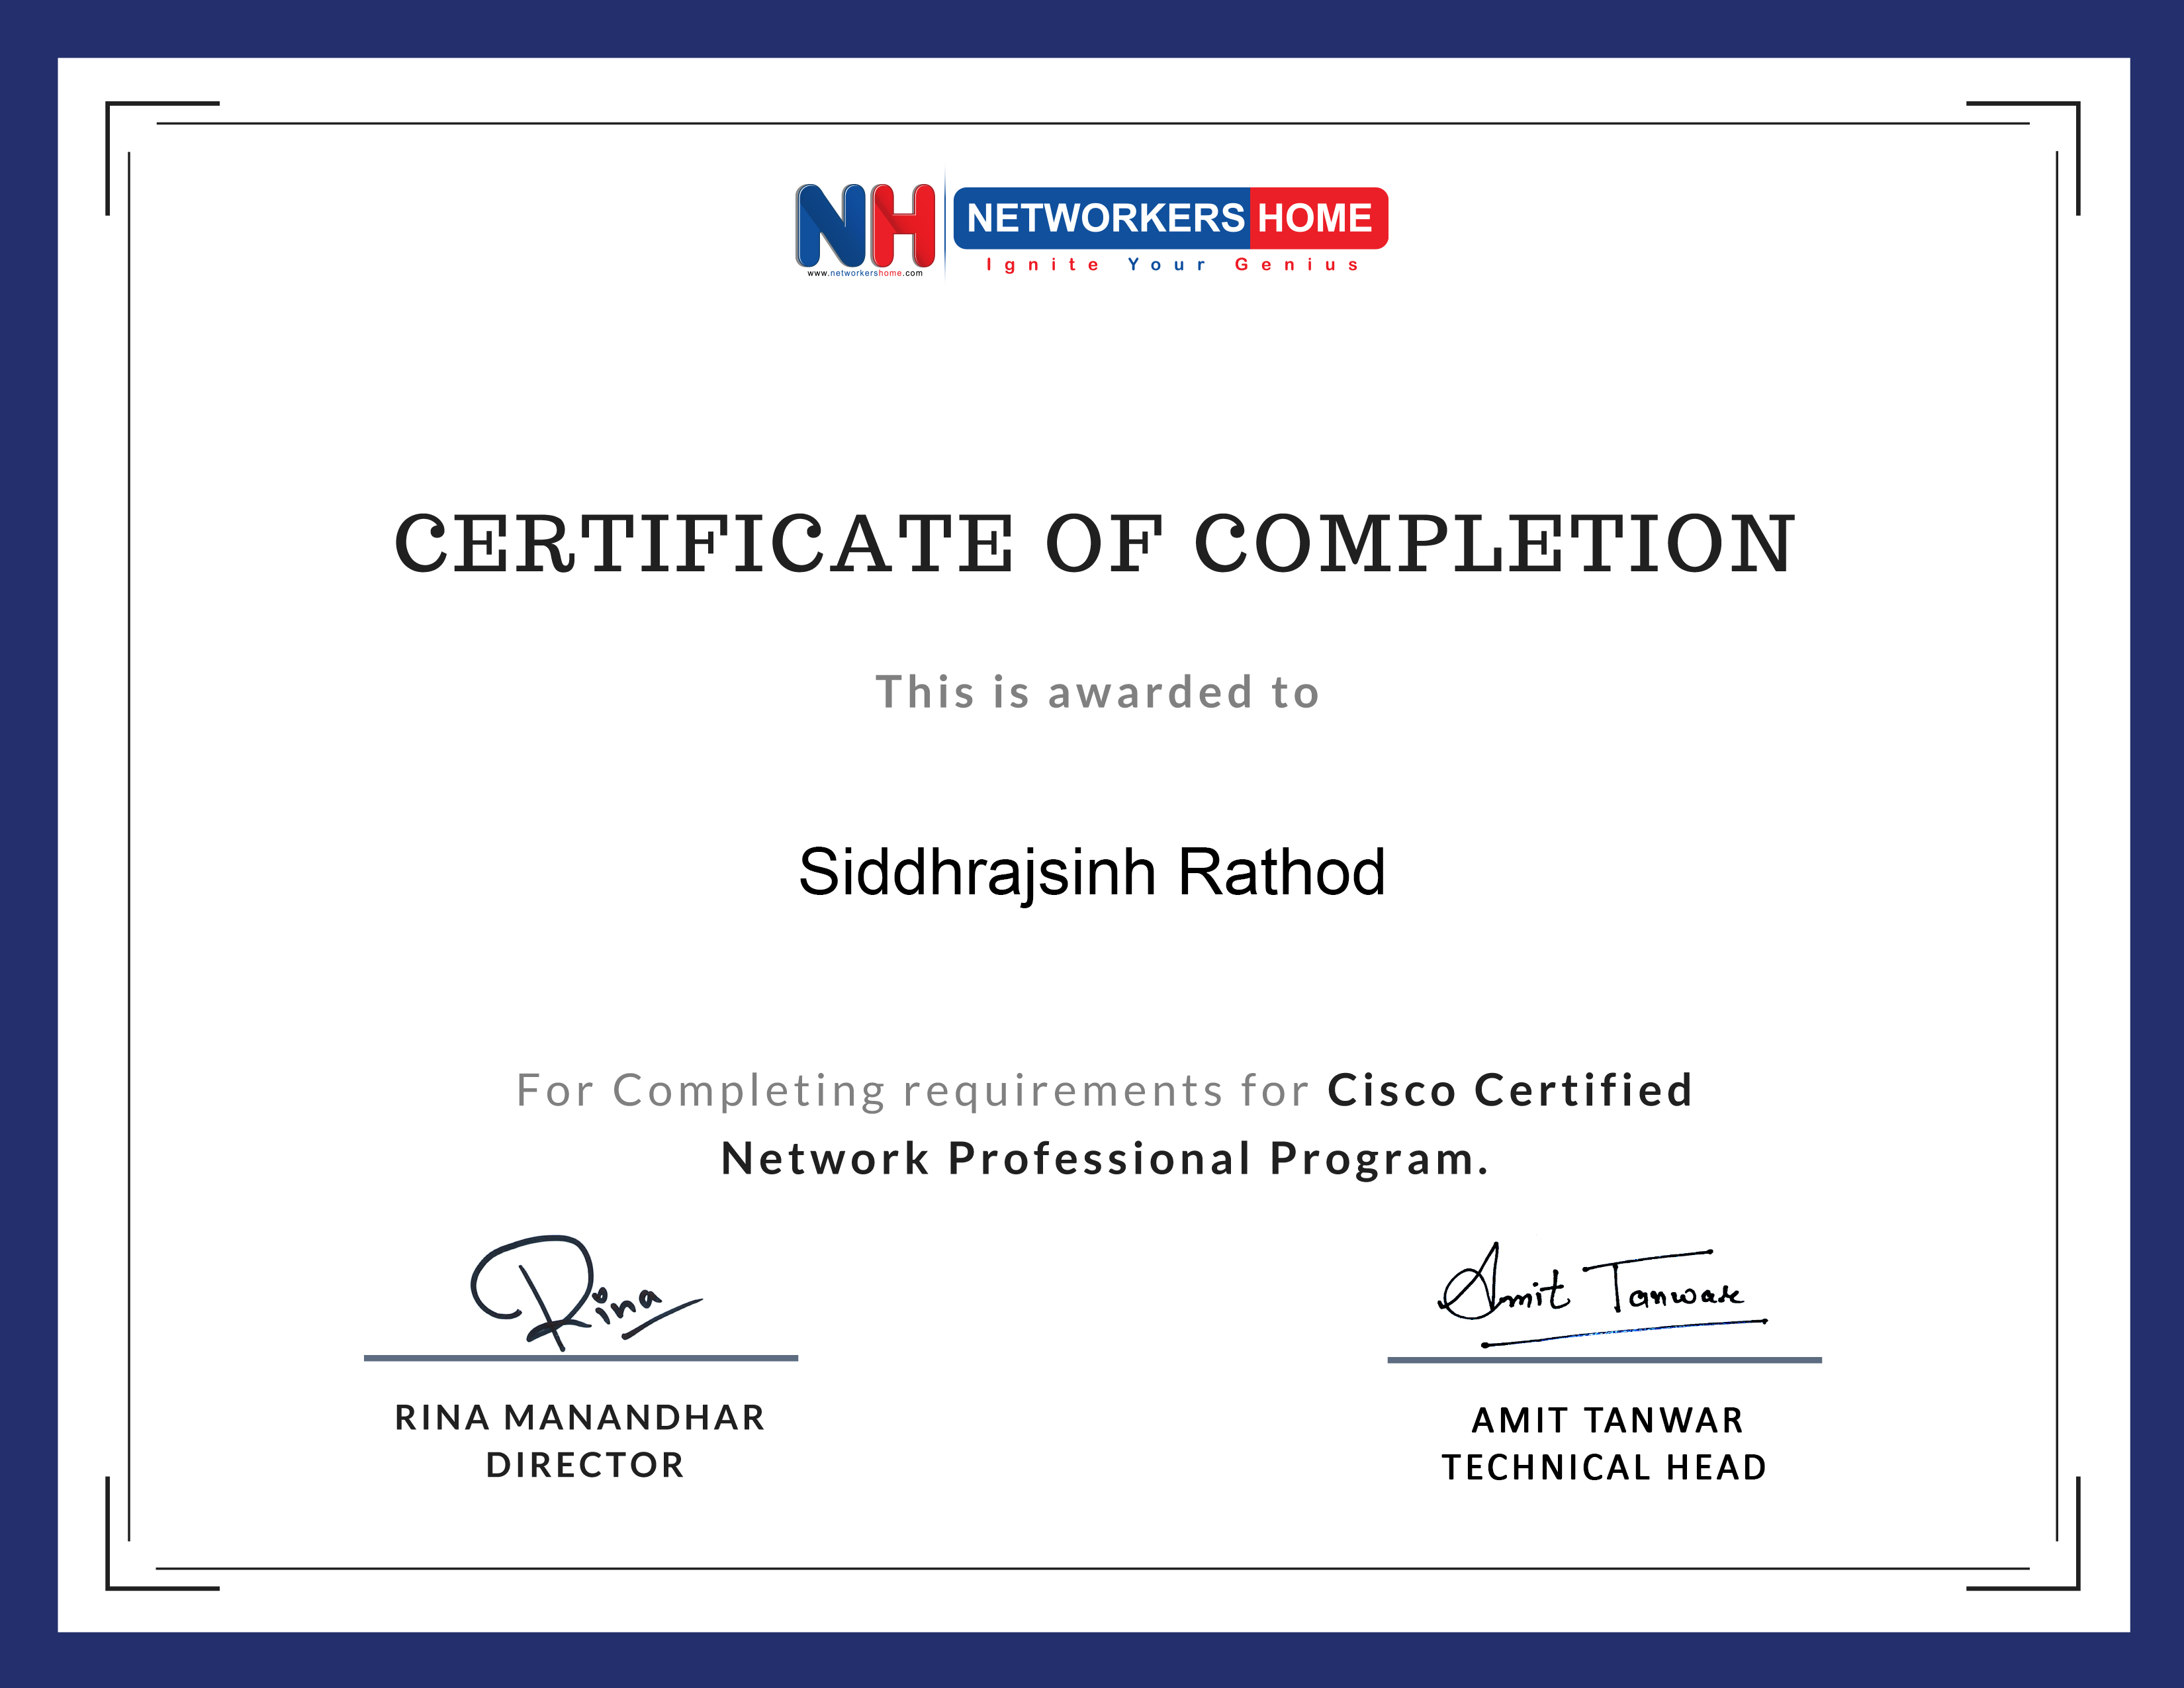 NH
www.networkershome.com
NETWORKERS HOME
Ignite Your Genius
CERTIFICATE OF COMPLETION
This is awarded to
Siddhrajsinh Rathod
For Completing requirements for Cisco Certified
Network Professional Program.
Rina
Amit Tanwar
RINA MANANDHAR
DIRECTOR
AMIT TANWAR
TECHNICAL HEAD